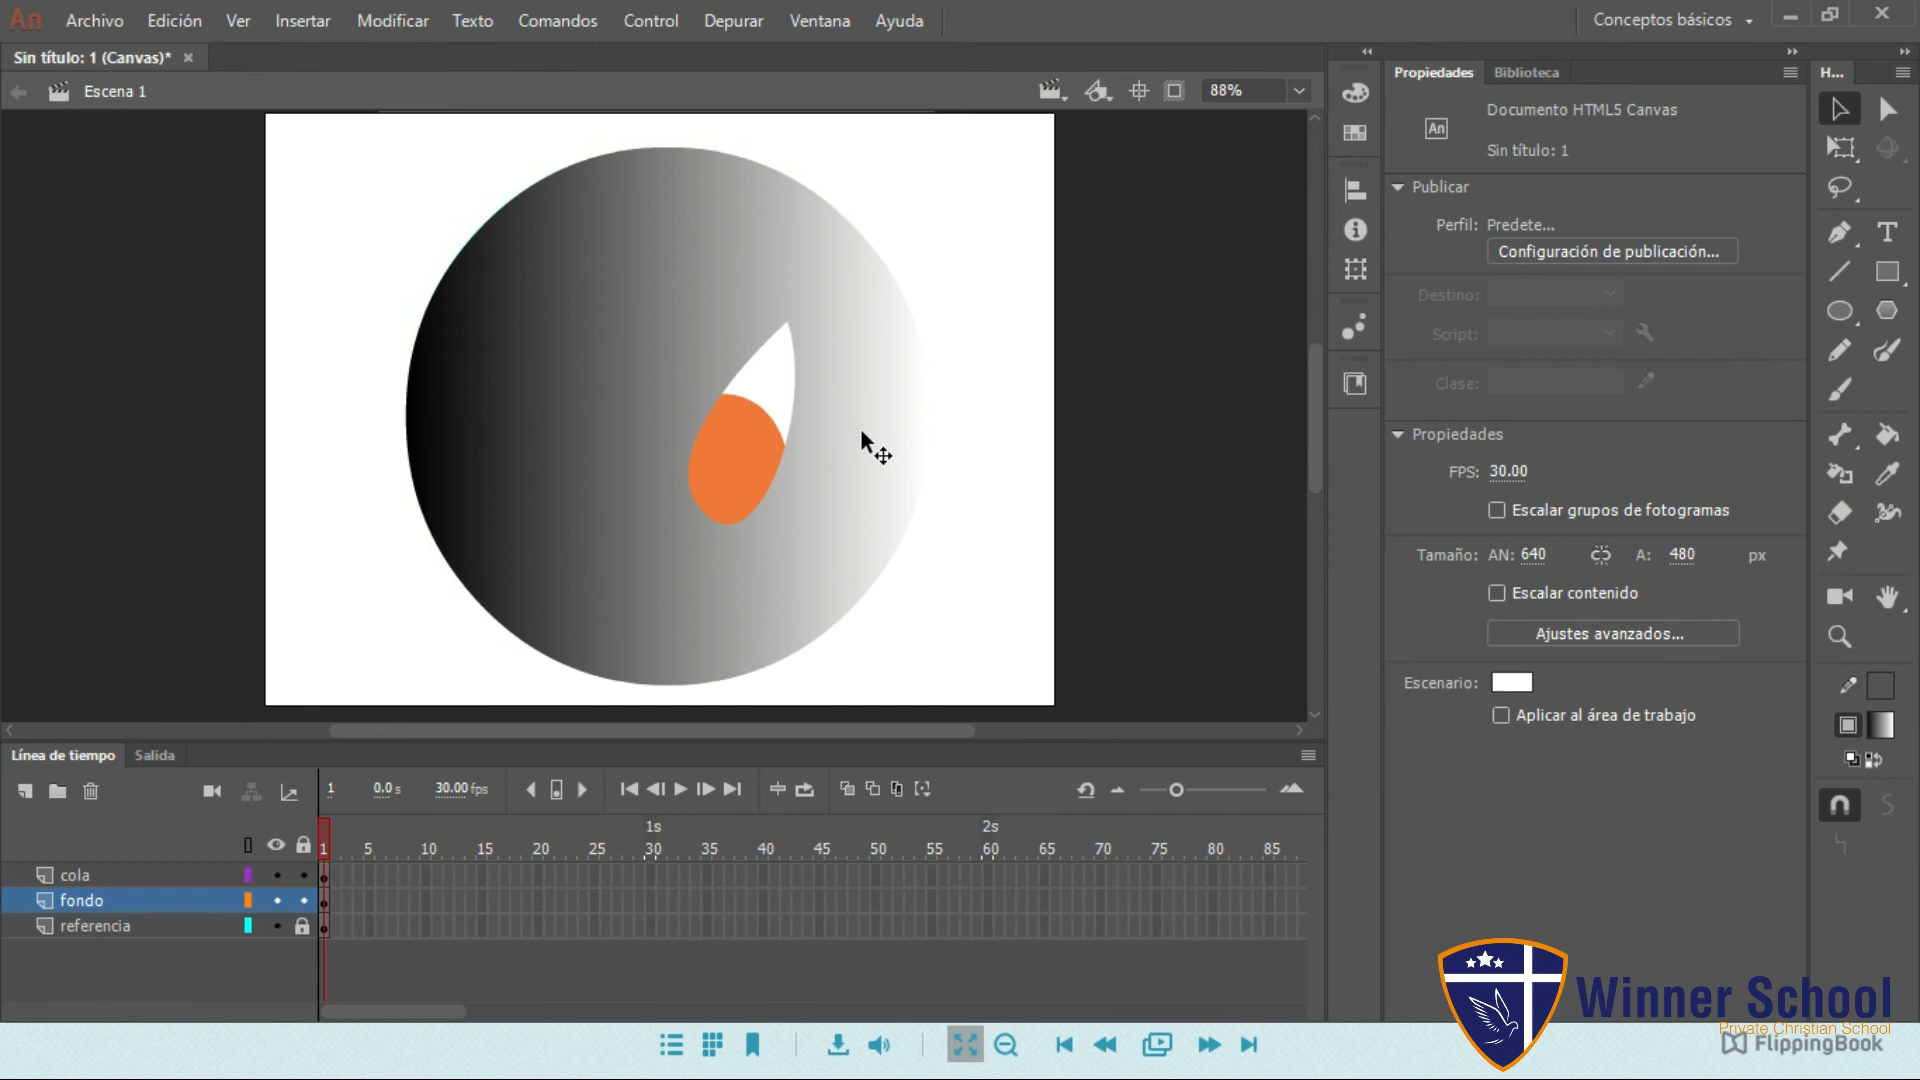 An Archivo Edición Ver Insertar Modificar Texto Comandos Control Depurar Ventana Ayuda Conceptos básicos
Sin título: 1 (Canvas)*
Escena 1
88%
Propiedades Biblioteca
H...
Documento HTML5 Canvas
An
Sin título: 1
Publicar
Perfil: Predete...
Configuración de publicación...
Destino:
Script:
Clase:
Propiedades
FPS: 30.00
Escalar grupos de fotogramas
Tamaño: AN: 640 A: 480 px
Escalar contenido
Ajustes avanzados...
Escenario:
Aplicar al área de trabajo
Línea de tiempo Salida
1 0.0 s 30.00 fps
1s 2s
1 5 10 15 20 25 30 35 40 45 50 55 60 65 70 75 80 85
cola
fondo
referencia
Winner School
Private Christian School
FlippingBook